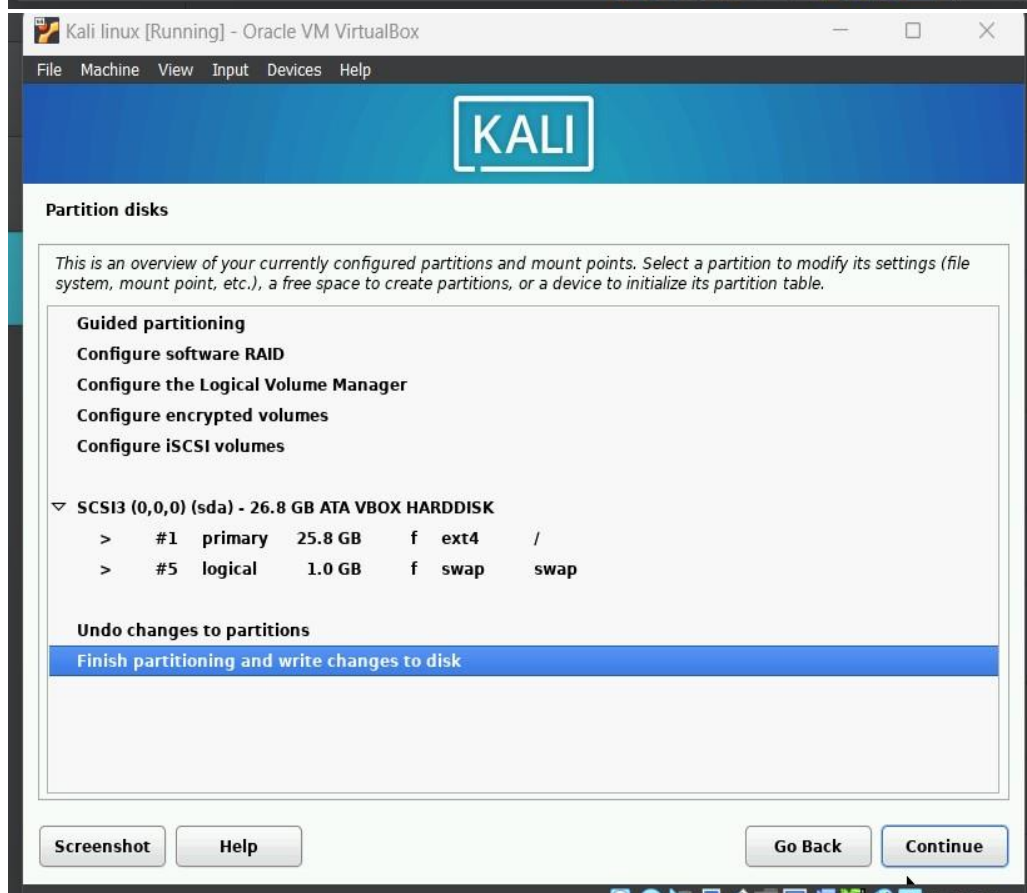 Kali linux [Running] - Oracle VM VirtualBox
File Machine View Input Devices Help
KALI
Partition disks
This is an overview of your currently configured partitions and mount points. Select a partition to modify its settings (file
system, mount point, etc.), a free space to create partitions, or a device to initialize its partition table.
Guided partitioning
Configure software RAID
Configure the Logical Volume Manager
Configure encrypted volumes
Configure iSCSI volumes
SCSI3 (0,0,0) (sda) - 26.8 GB ATA VBOX HARDDISK
> #1 primary 25.8 GB f ext4 /
> #5 logical 1.0 GB f swap swap
Undo changes to partitions
Finish partitioning and write changes to disk
Screenshot Help Go Back Continue